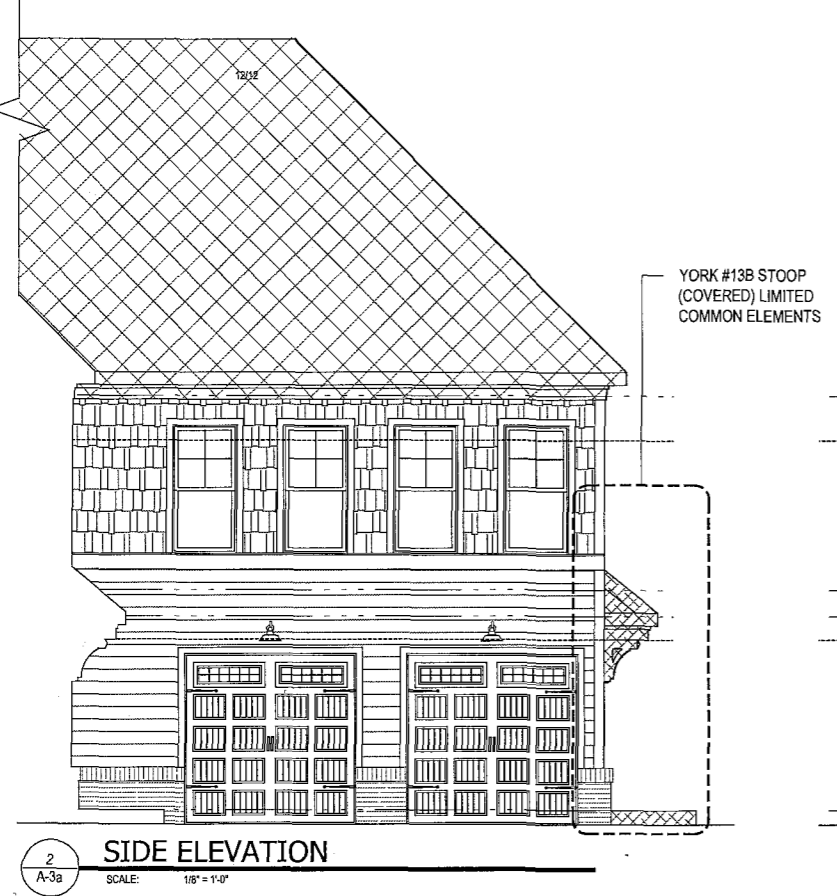 12/12
YORK #13B STOOP
(COVERED) LIMITED
COMMON ELEMENTS
2
A-3a
SIDE ELEVATION
SCALE: 1/8" = 1'-0"